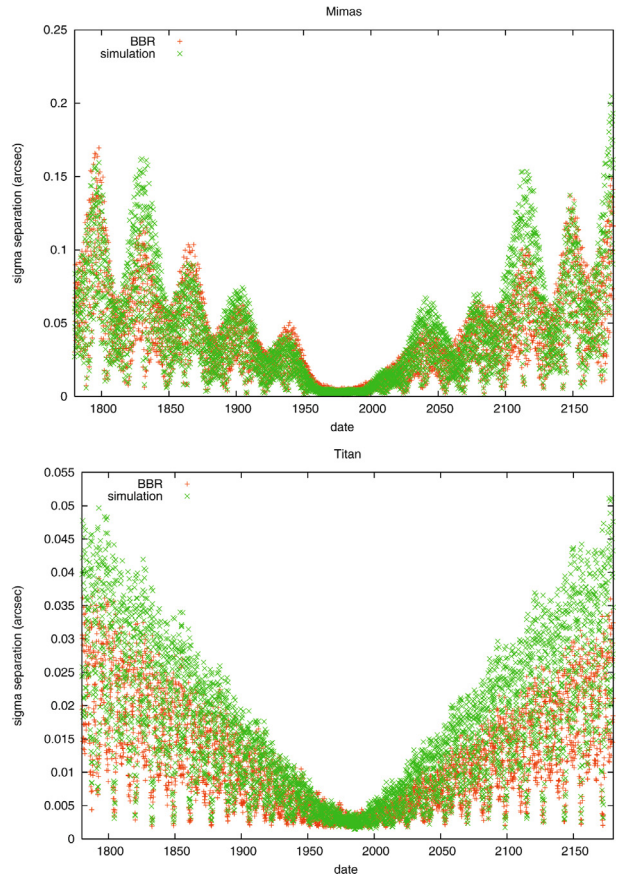 Mimas
BBR
simulation
sigma separation (arcsec)
0.25
0.2
0.15
0.1
0.05
0
1800 1850 1900 1950 2000 2050 2100 2150
date
Titan
BBR
simulation
sigma separation (arcsec)
0.055
0.05
0.045
0.04
0.035
0.03
0.025
0.02
0.015
0.01
0.005
0
1800 1850 1900 1950 2000 2050 2100 2150
date